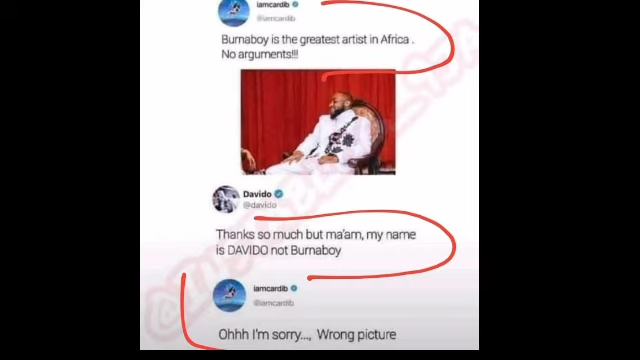 iamcardib
@iamcardib
Burnaboy is the greatest artist in Africa .
No arguments!!!
Davido
@davido
Thanks so much but ma'am, my name
is DAVIDO not Burnaboy
iamcardib
@iamcardib
Ohhh I'm sorry..., Wrong picture